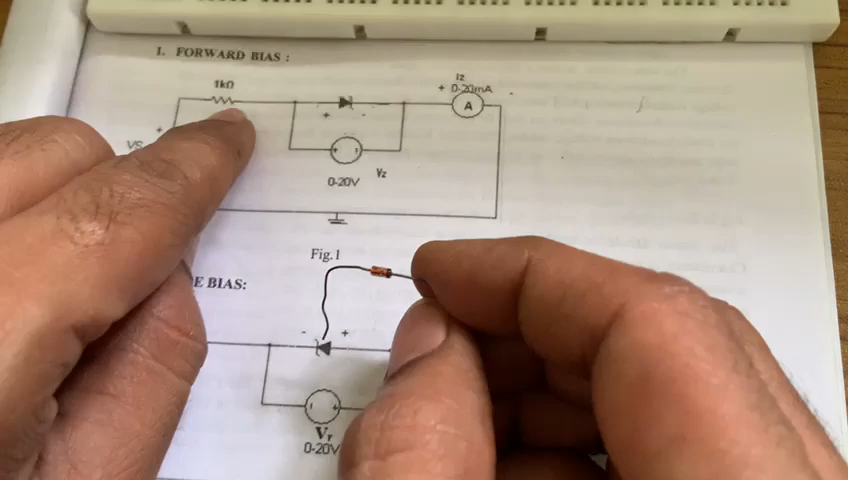 I. FORWARD BIAS :
1kΩ
Iz
+ 0-20mA
A
+
+ -
VS
+
Vz
0-20V
Fig.1
E BIAS:
- +
Vr
0-20V